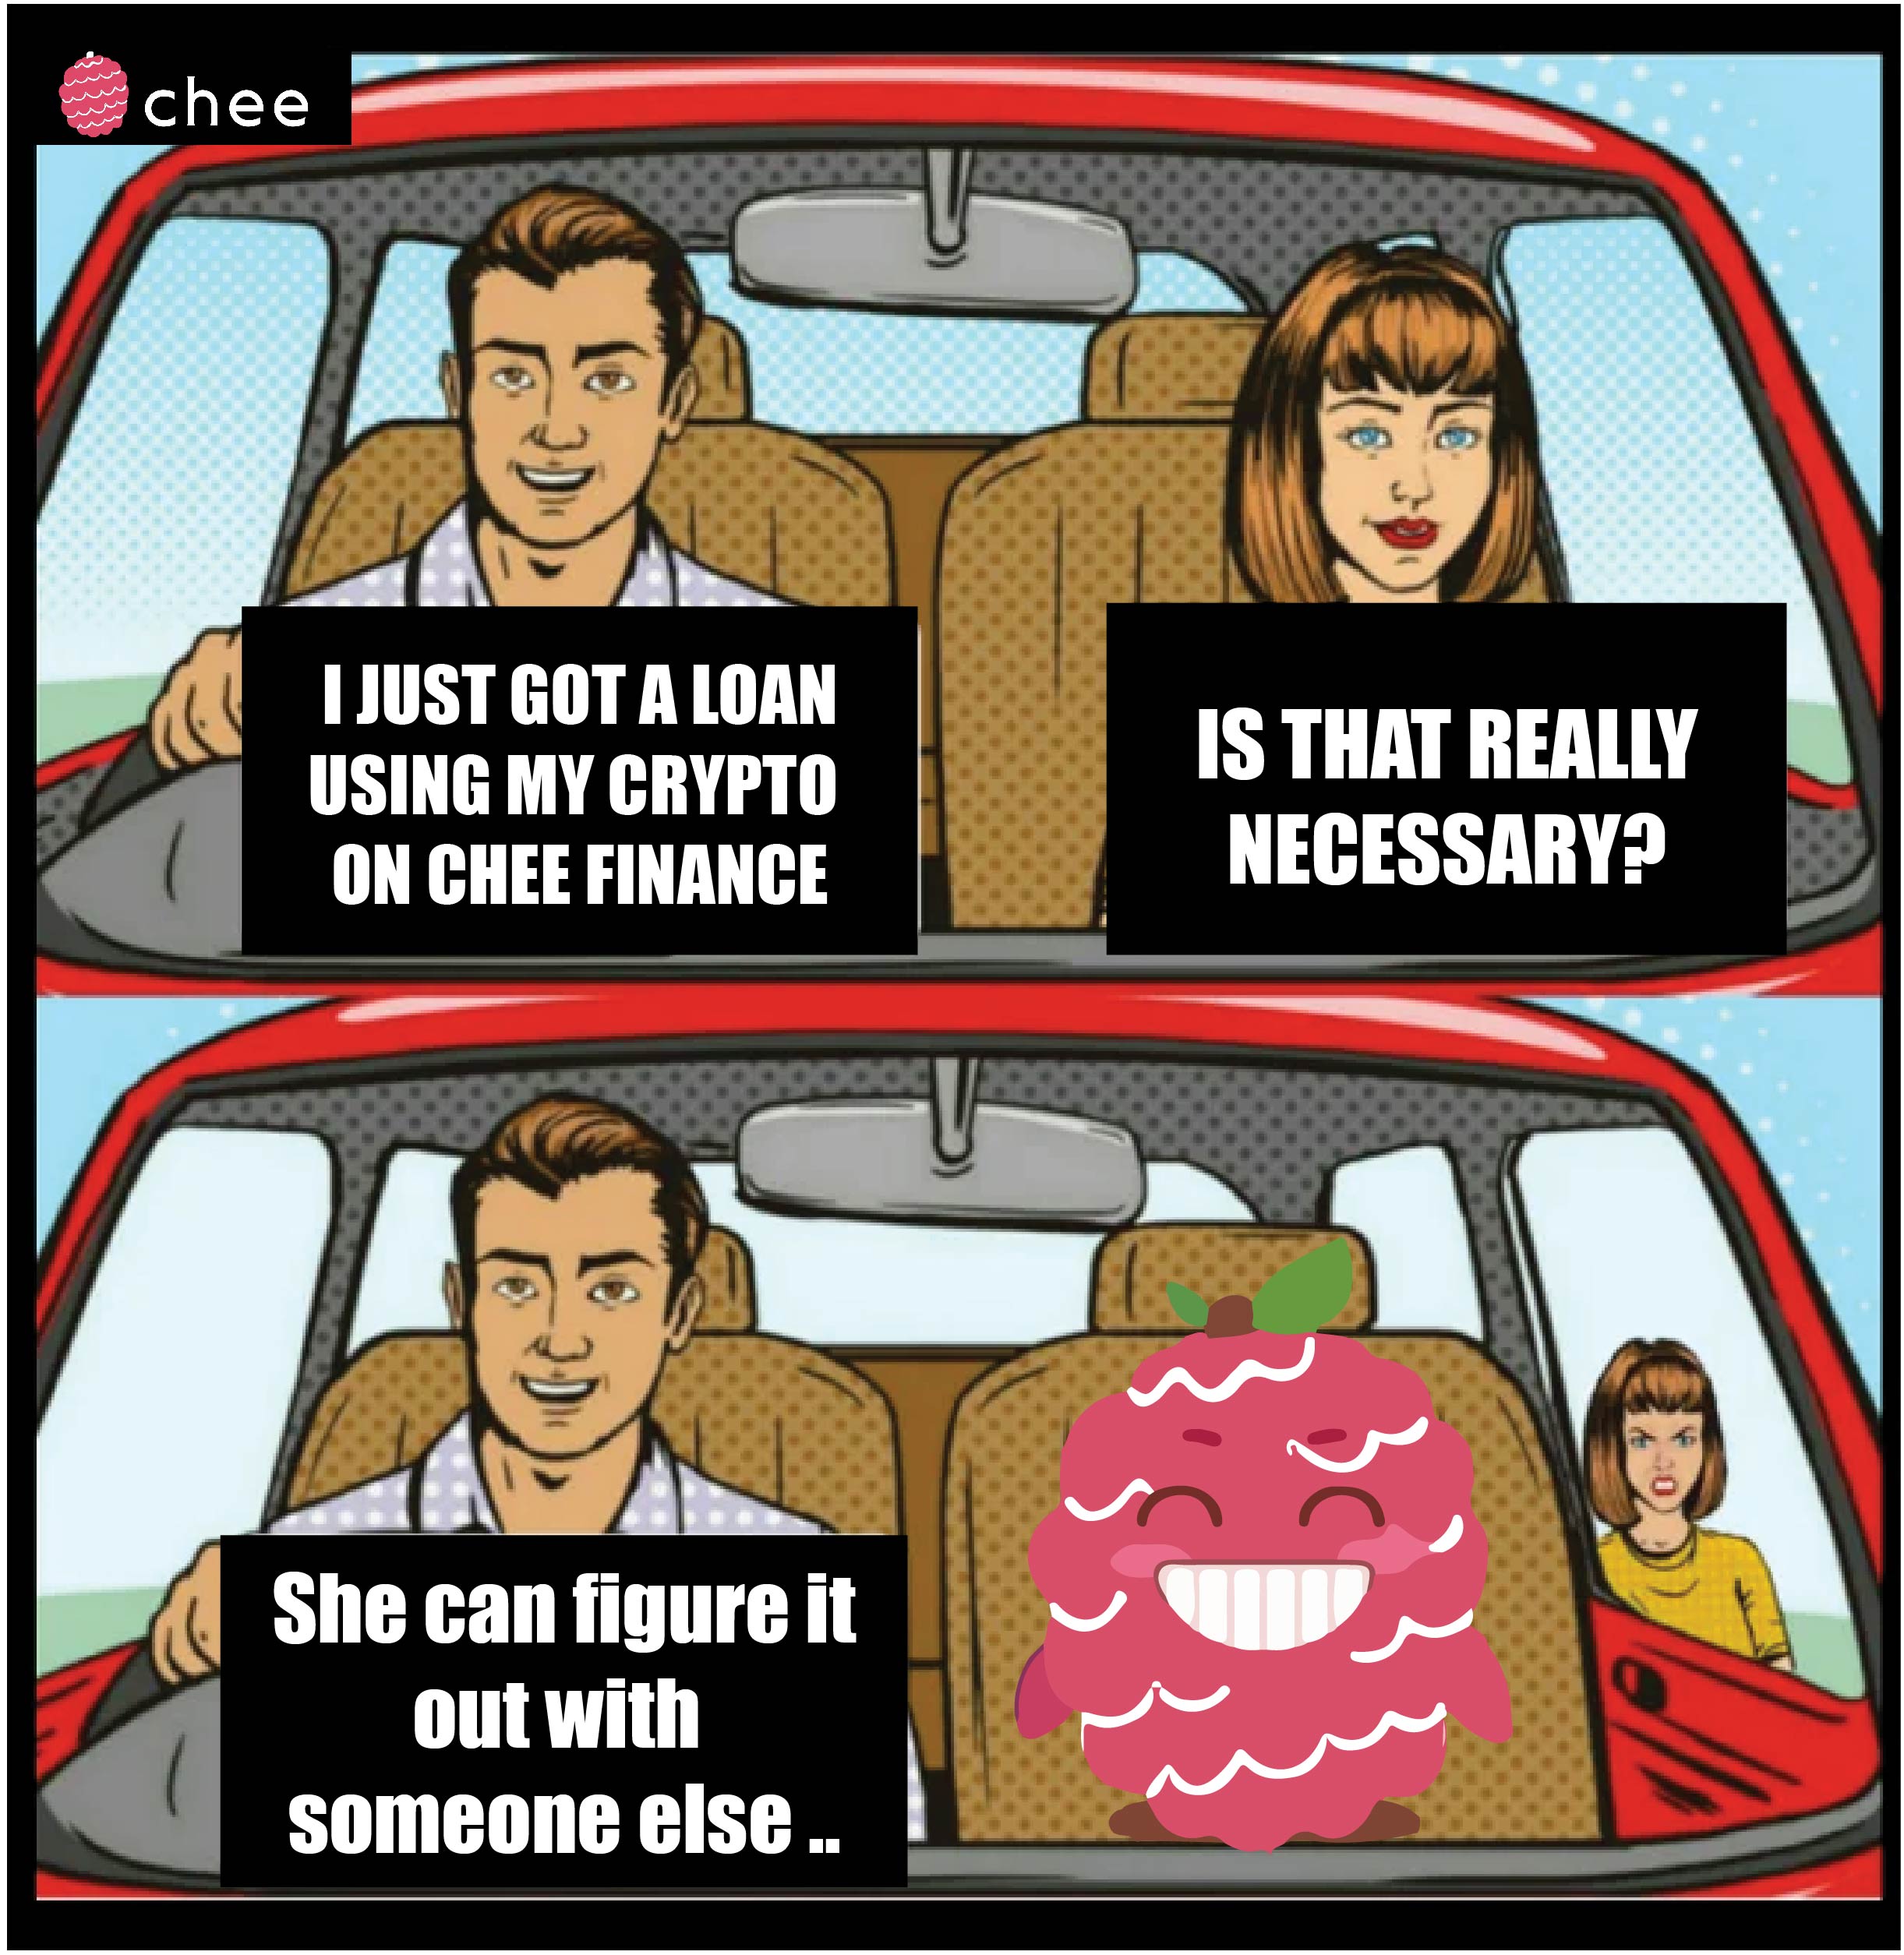 chee
I JUST GOT A LOAN
USING MY CRYPTO
ON CHEE FINANCE
IS THAT REALLY
NECESSARY?
She can figure it
out with
someone else ..